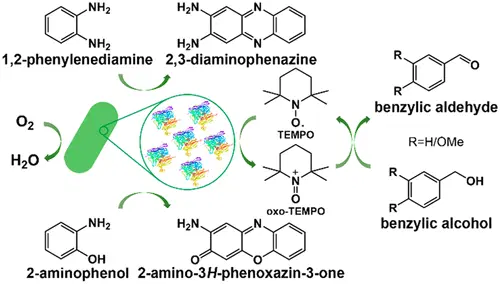 NH₂
NH₂
1,2-phenylenediamine
H₂N
H₂N
N
N
2,3-diaminophenazine
O₂
H₂O
N
O·
TEMPO
N
+
O
oxo-TEMPO
R
R
O
benzylic aldehyde
R=H/OMe
R
R
OH
benzylic alcohol
NH₂
OH
2-aminophenol
H₂N
O
N
O
2-amino-3H-phenoxazin-3-one